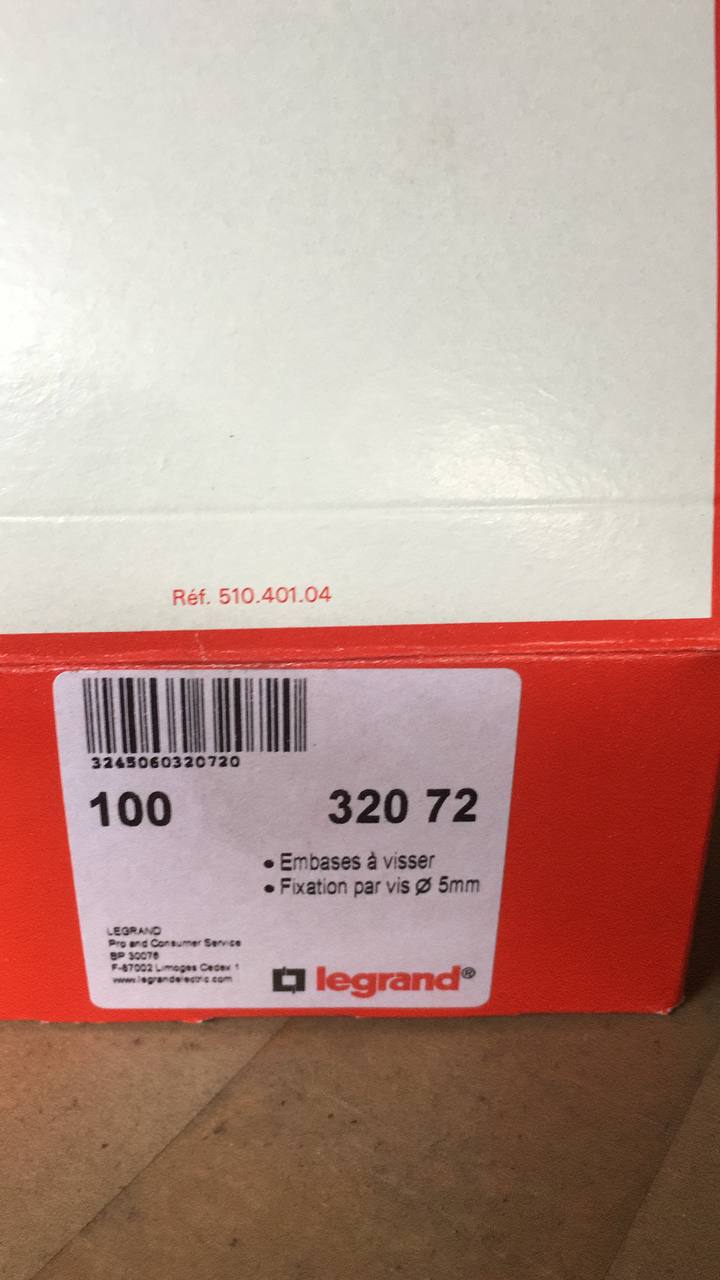 Réf. 510.401.04
3245060320720
100 320 72
• Embases à visser
• Fixation par vis Ø 5mm
LEGRAND
Pro and Consumer Service
BP 30076
F-87002 Limoges Cedex 1
www.legrandelectric.com
legrand®